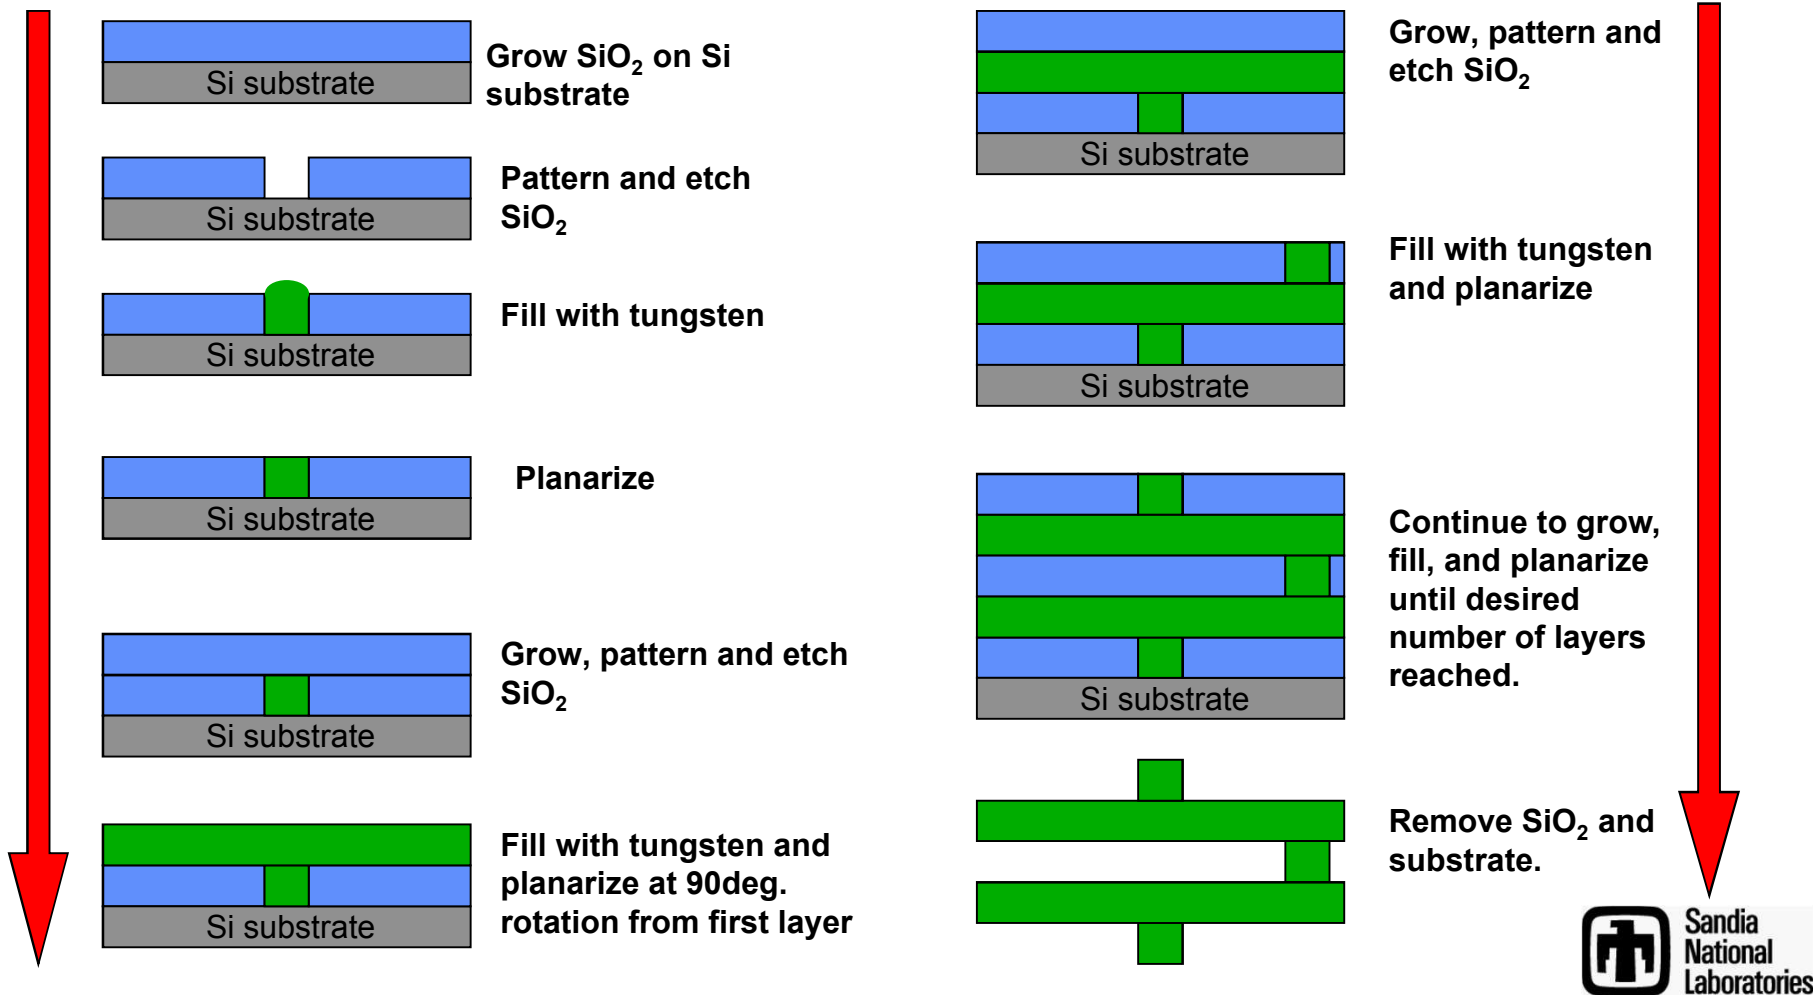 Si substrate
Grow SiO₂ on Si
substrate
Si substrate
Pattern and etch
SiO₂
Si substrate
Fill with tungsten
Si substrate
Planarize
Si substrate
Grow, pattern and etch
SiO₂
Si substrate
Fill with tungsten and
planarize at 90deg.
rotation from first layer
Si substrate
Grow, pattern and
etch SiO₂
Si substrate
Fill with tungsten
and planarize
Si substrate
Continue to grow,
fill, and planarize
until desired
number of layers
reached.
Remove SiO₂ and
substrate.
Sandia
National
Laboratories